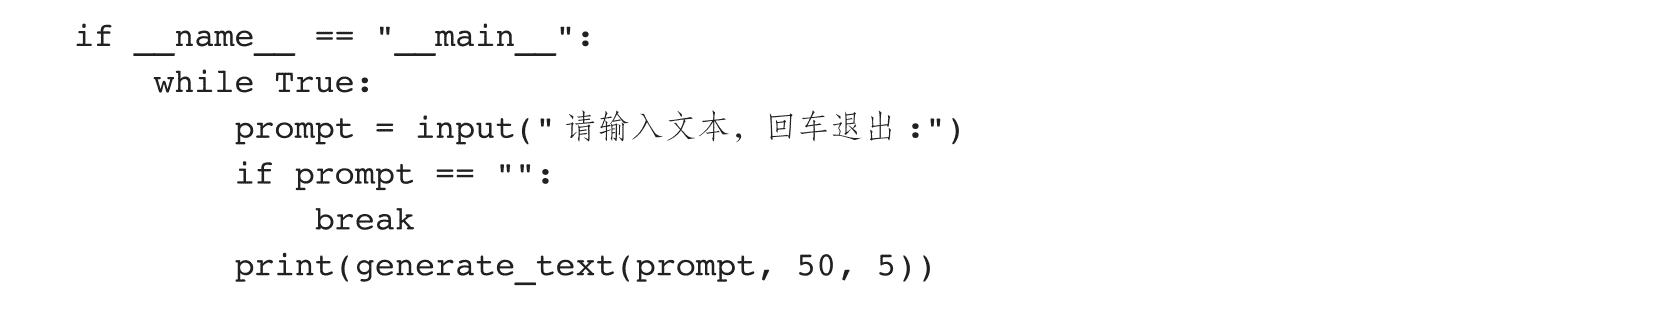 if __name__ == "__main__":
    while True:
        prompt = input("请输入文本，回车退出:")
        if prompt == "":
            break
        print(generate_text(prompt, 50, 5))